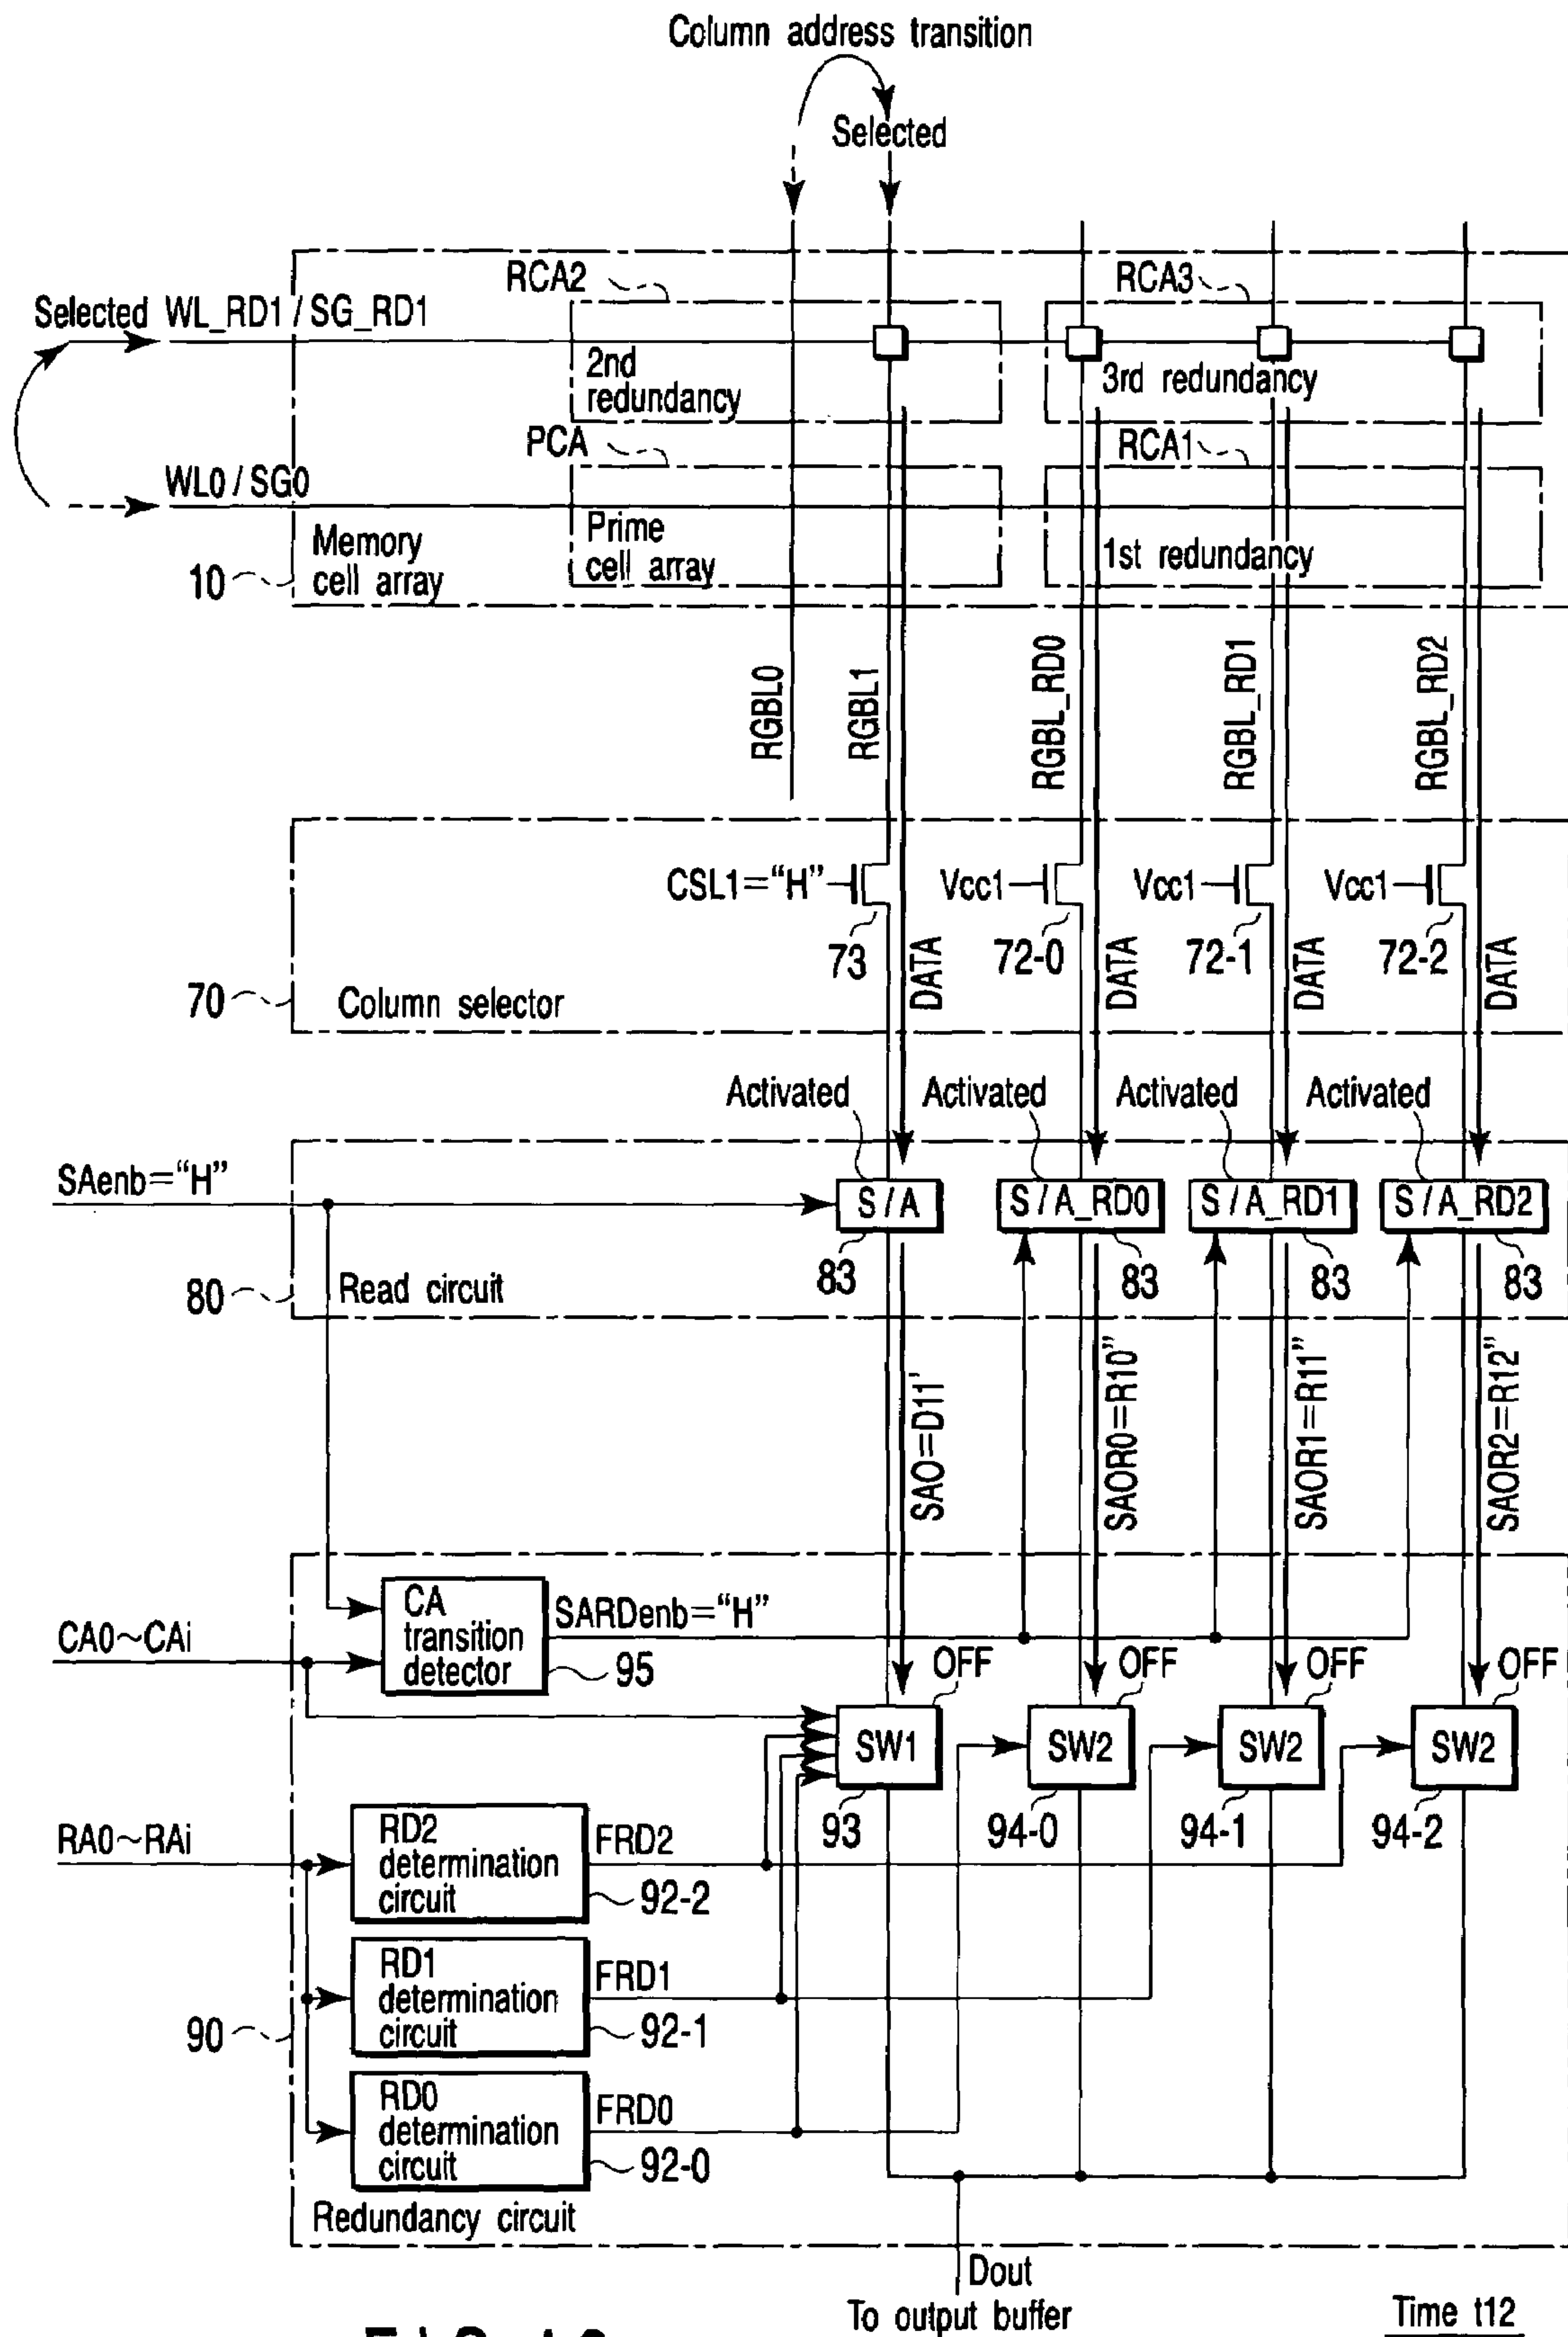 Column address transition
Selected
RCA2
RCA3
Selected WL_RD1 / SG_RD1
2nd
redundancy
3rd redundancy
PCA
RCA1
WL0 / SG0
Prime
cell array
1st redundancy
Memory
cell array
10
RGBL0
RGBL1
RGBL_RD0
RGBL_RD1
RGBL_RD2
CSL1="H"
Vcc1
Vcc1
Vcc1
73
72-0
72-1
72-2
DATA
DATA
DATA
DATA
70
Column selector
Activated
Activated
Activated
Activated
SAenb="H"
S/A
S/A_RD0
S/A_RD1
S/A_RD2
83
83
83
83
80
Read circuit
SAO=D11'
SAOR0=R10"
SAOR1=R11"
SAOR2=R12"
CA
transition
detector
SARDenb="H"
CA0~CAi
95
OFF
OFF
OFF
OFF
SW1
SW2
SW2
SW2
93
94-0
94-1
94-2
RA0~RAi
RD2
determination
circuit
FRD2
92-2
RD1
determination
circuit
FRD1
92-1
90
RD0
determination
circuit
FRD0
92-0
Redundancy circuit
Dout
To output buffer
Time t12